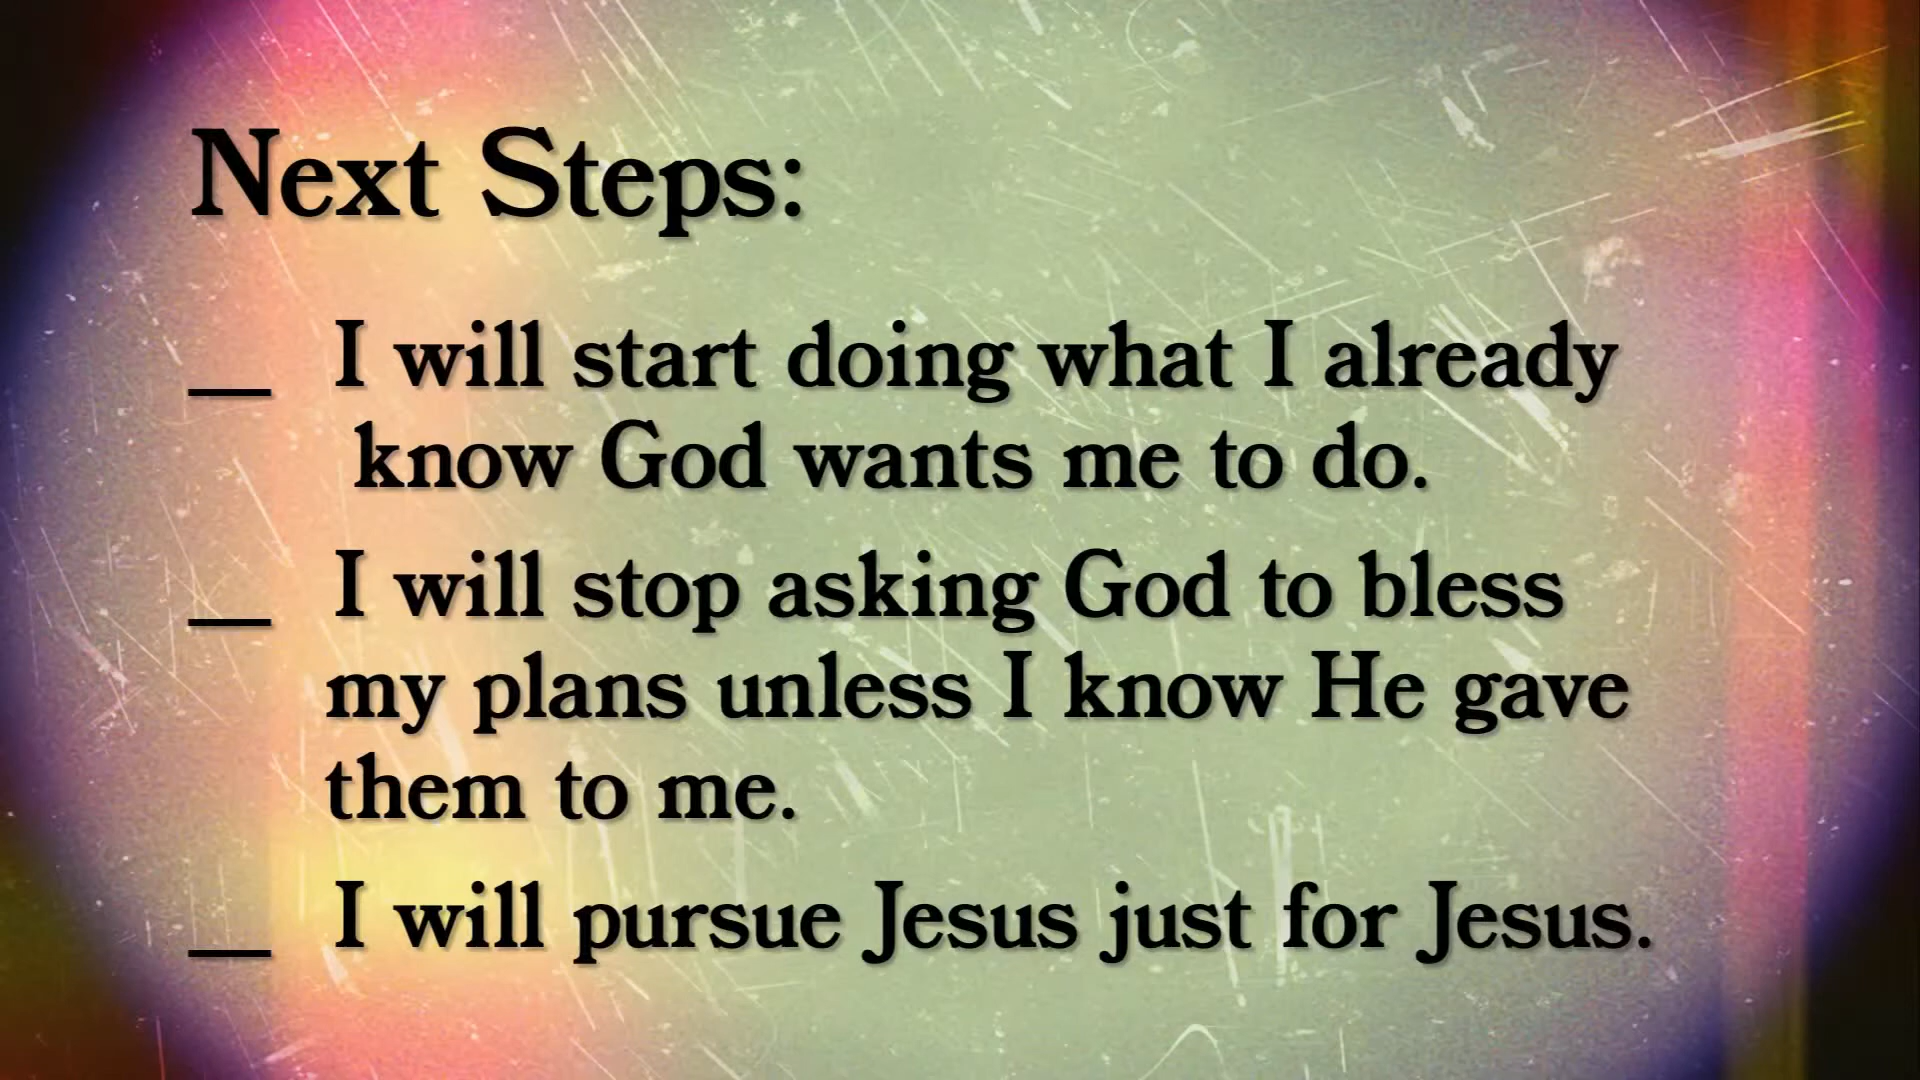 Next Steps:
__ I will start doing what I already
know God wants me to do.
__ I will stop asking God to bless
my plans unless I know He gave
them to me.
__ I will pursue Jesus just for Jesus.